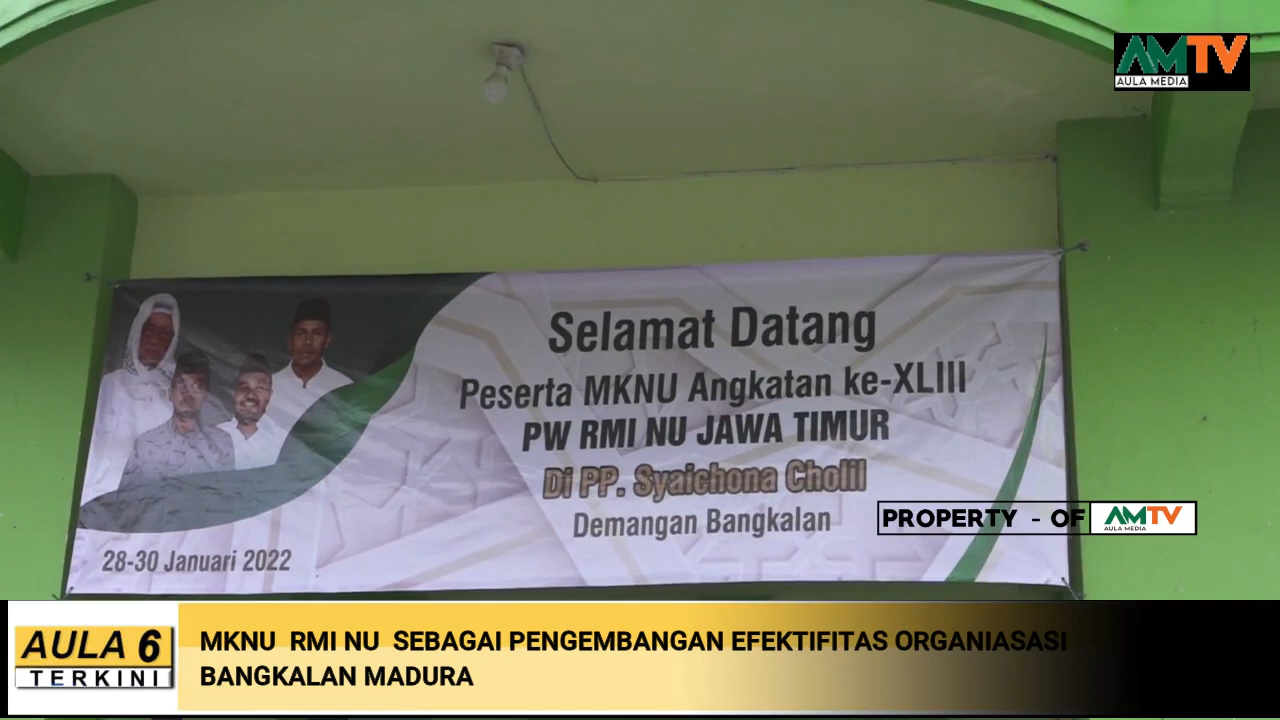 AMTV
AULA MEDIA
Selamat Datang
Peserta MKNU Angkatan ke-XLIII
PW RMI NU JAWA TIMUR
Di PP. Syaichona Cholil
Demangan Bangkalan
28-30 Januari 2022
PROPERTY - OF AMTV
AULA MEDIA
AULA 6
TERKINI
MKNU RMI NU SEBAGAI PENGEMBANGAN EFEKTIFITAS ORGANIASASI
BANGKALAN MADURA